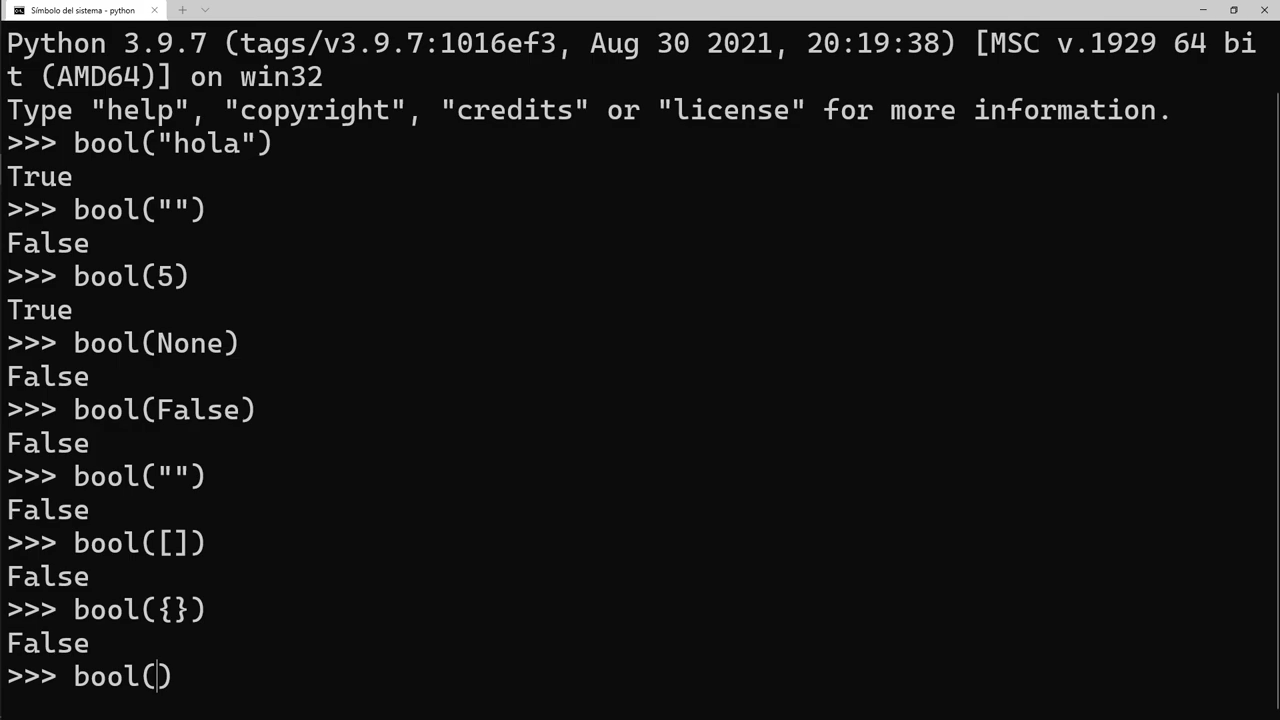 Símbolo del sistema - python
Python 3.9.7 (tags/v3.9.7:1016ef3, Aug 30 2021, 20:19:38) [MSC v.1929 64 bi
t (AMD64)] on win32
Type "help", "copyright", "credits" or "license" for more information.
>>> bool("hola")
True
>>> bool("")
False
>>> bool(5)
True
>>> bool(None)
False
>>> bool(False)
False
>>> bool("")
False
>>> bool([])
False
>>> bool({})
False
>>> bool()